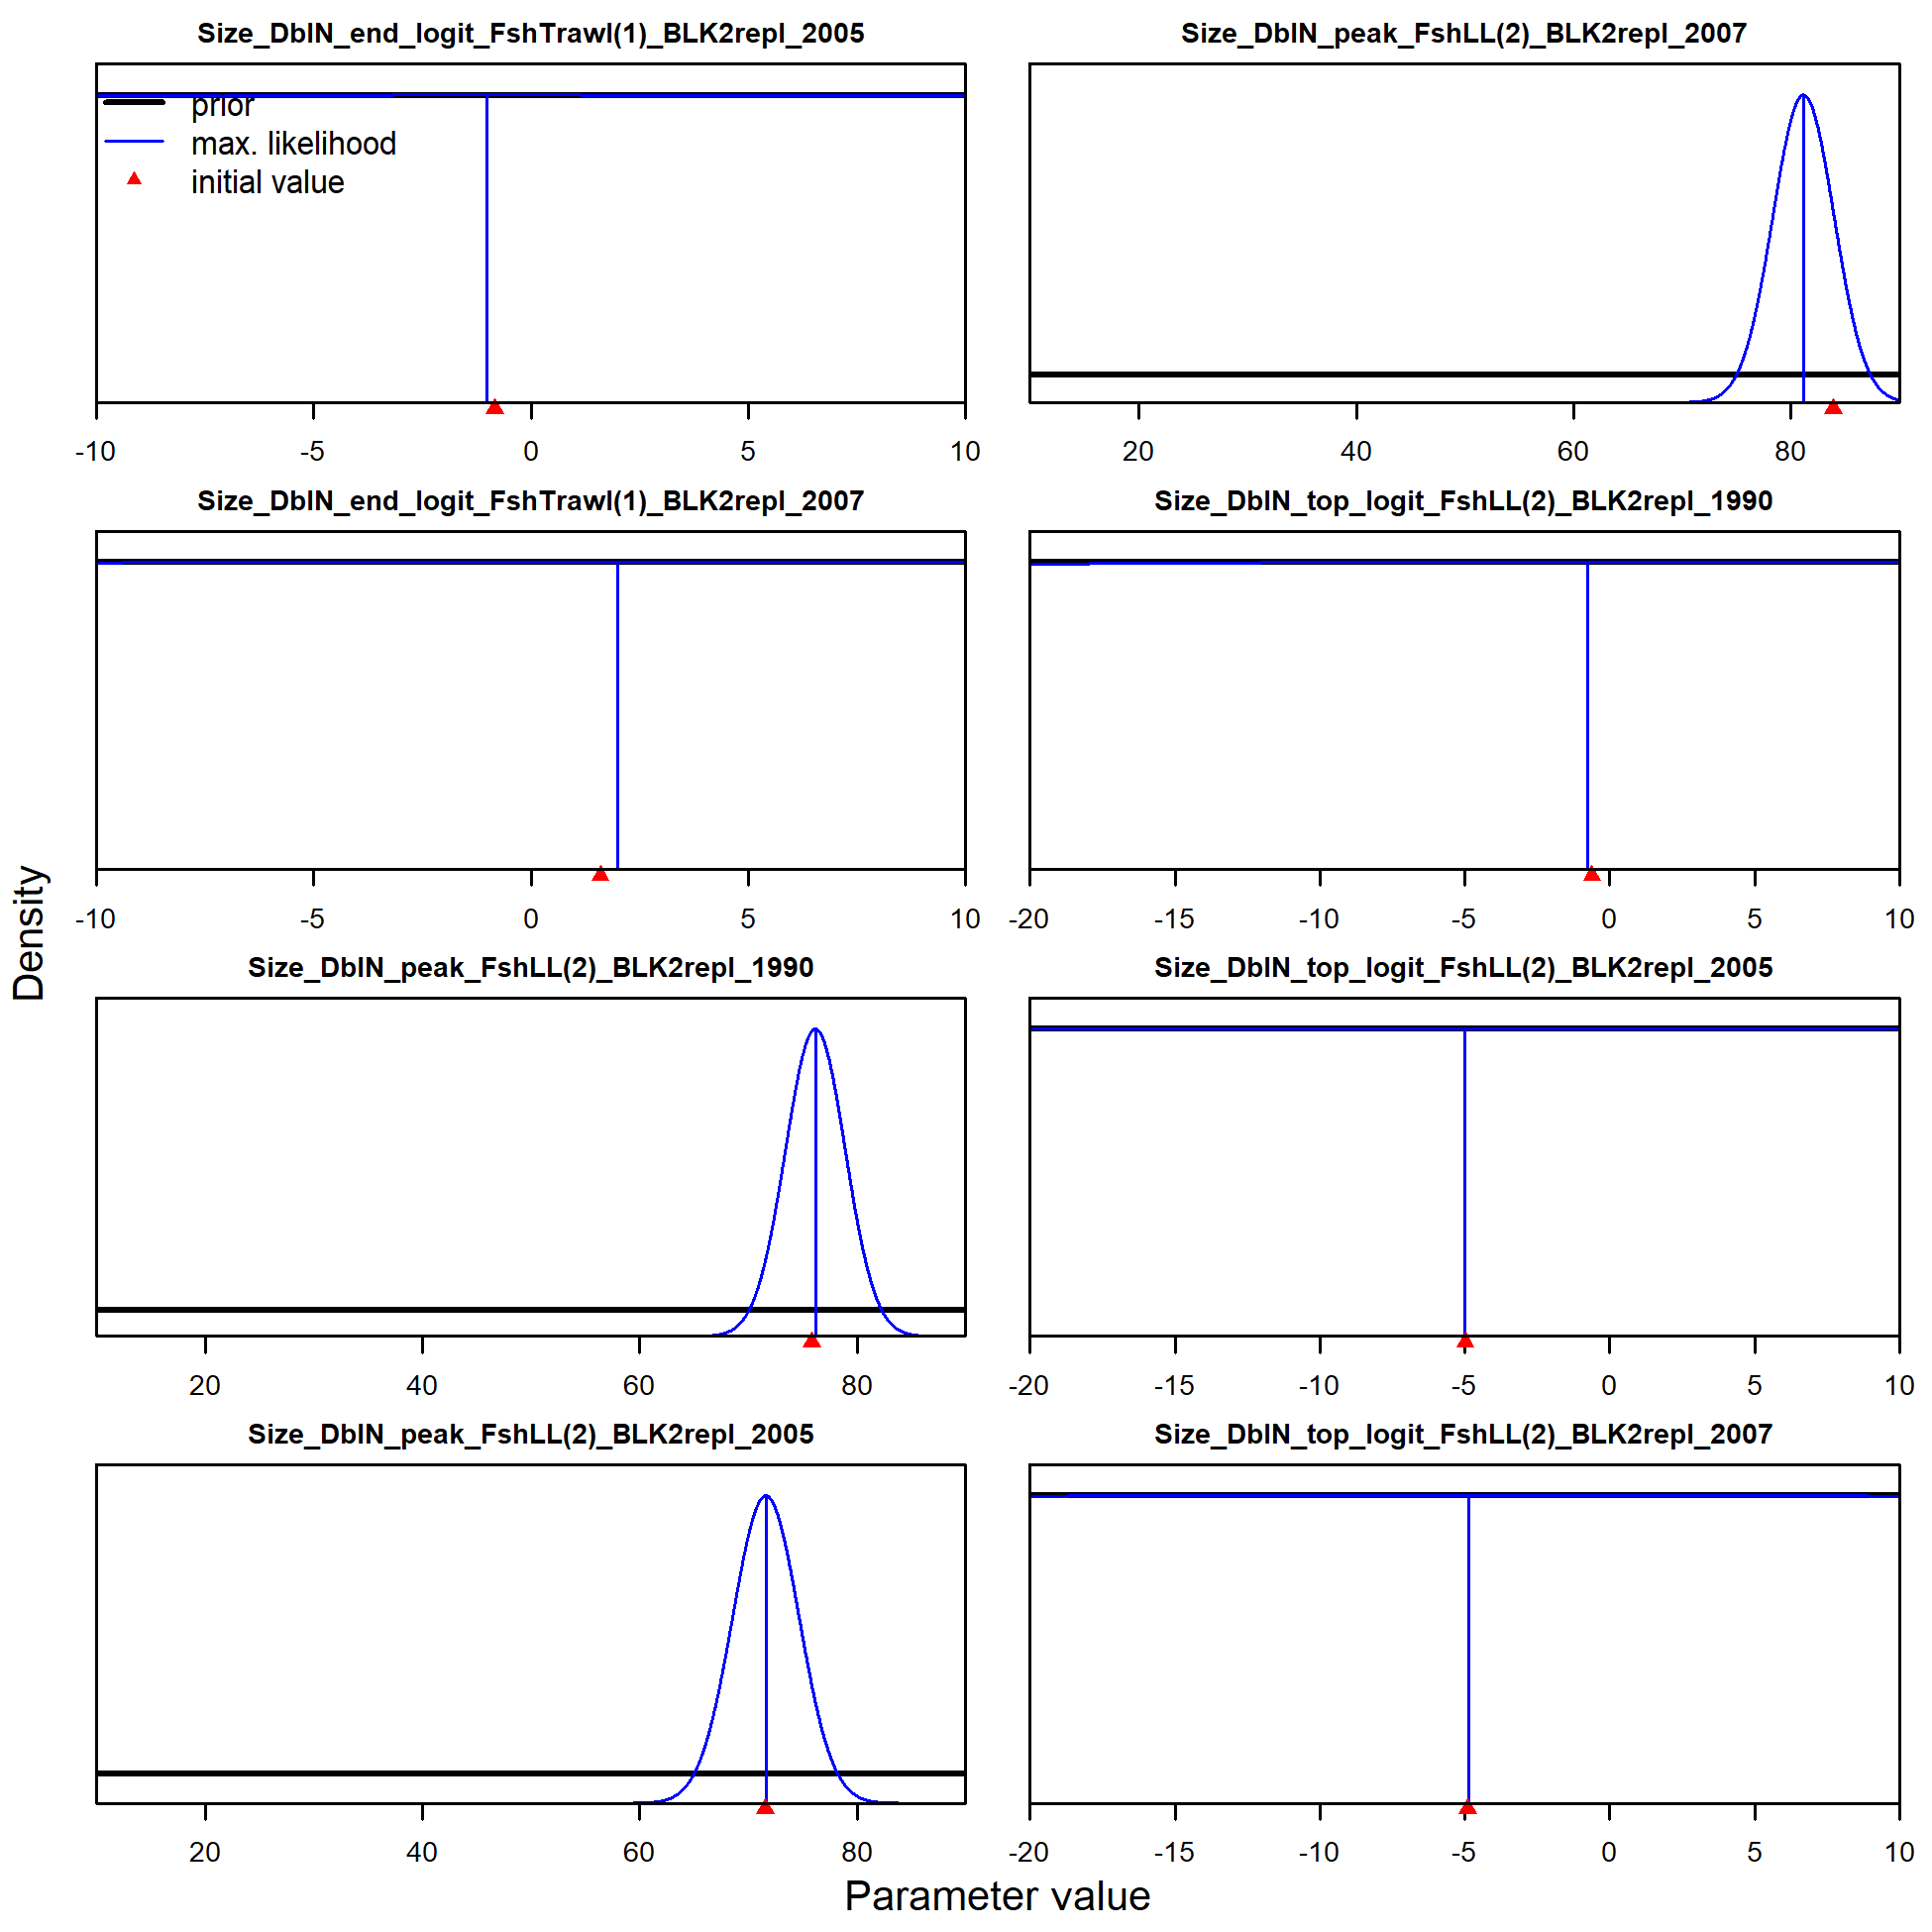 Size_DblN_end_logit_FshTrawl(1)_BLK2repl_2005
prior
max. likelihood
initial value
-10 -5 0 5 10
Size_DblN_peak_FshLL(2)_BLK2repl_2007
20 40 60 80
Size_DblN_end_logit_FshTrawl(1)_BLK2repl_2007
-10 -5 0 5 10
Size_DblN_top_logit_FshLL(2)_BLK2repl_1990
-20 -15 -10 -5 0 5 10
Size_DblN_peak_FshLL(2)_BLK2repl_1990
20 40 60 80
Size_DblN_top_logit_FshLL(2)_BLK2repl_2005
-20 -15 -10 -5 0 5 10
Size_DblN_peak_FshLL(2)_BLK2repl_2005
20 40 60 80
Size_DblN_top_logit_FshLL(2)_BLK2repl_2007
-20 -15 -10 -5 0 5 10
Density
Parameter value